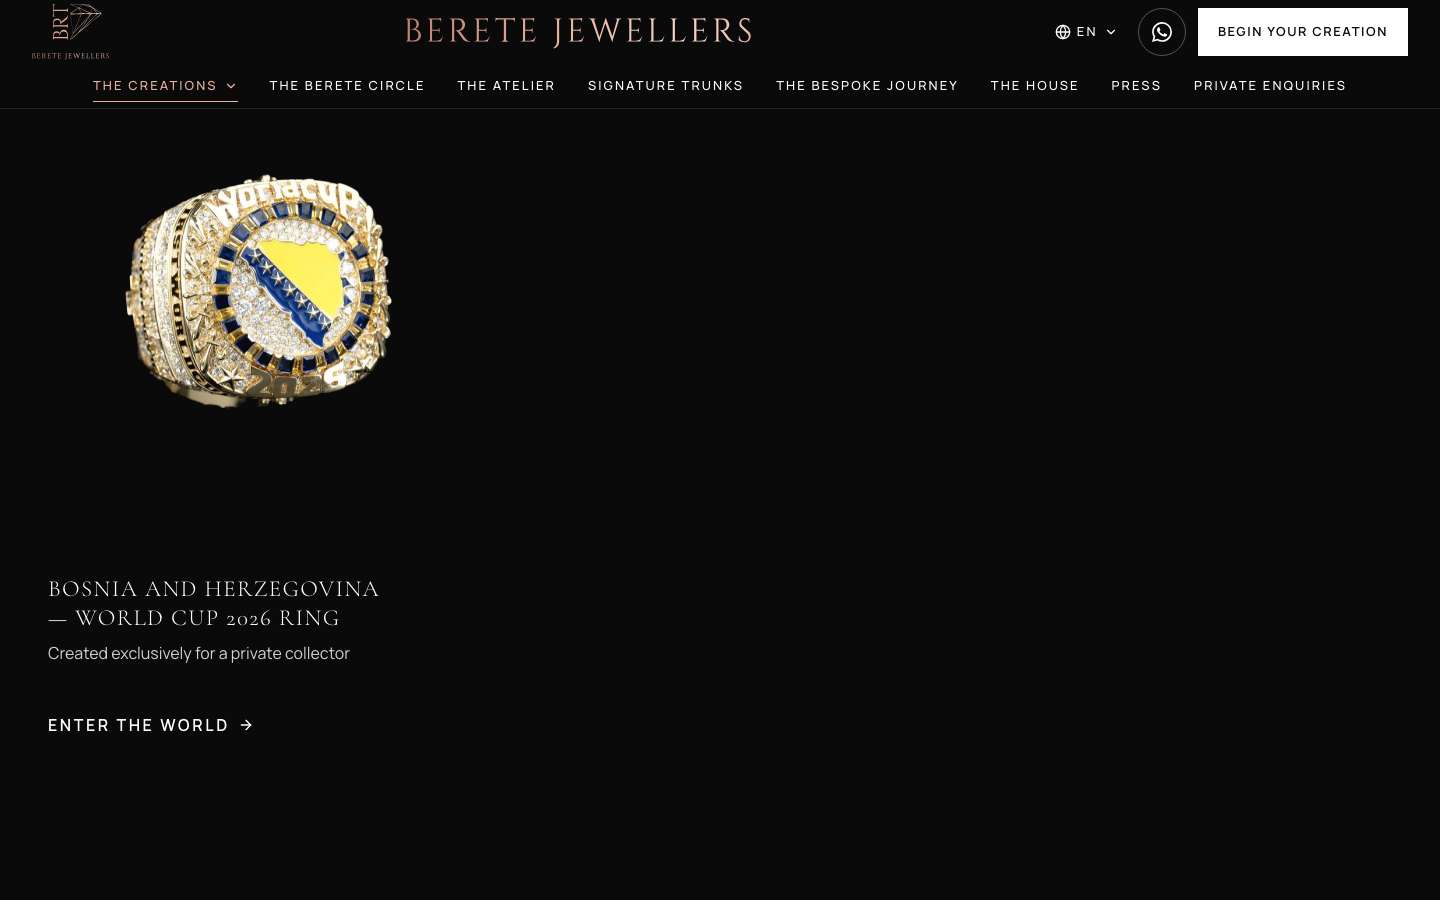 BRT
BERETE JEWELLERS
BERETE JEWELLERS
EN
BEGIN YOUR CREATION
THE CREATIONS
THE BERETE CIRCLE
THE ATELIER
SIGNATURE TRUNKS
THE BESPOKE JOURNEY
THE HOUSE
PRESS
PRIVATE ENQUIRIES
World cup
2026
BOSNIA AND HERZEGOVINA
— WORLD CUP 2026 RING
Created exclusively for a private collector
ENTER THE WORLD →